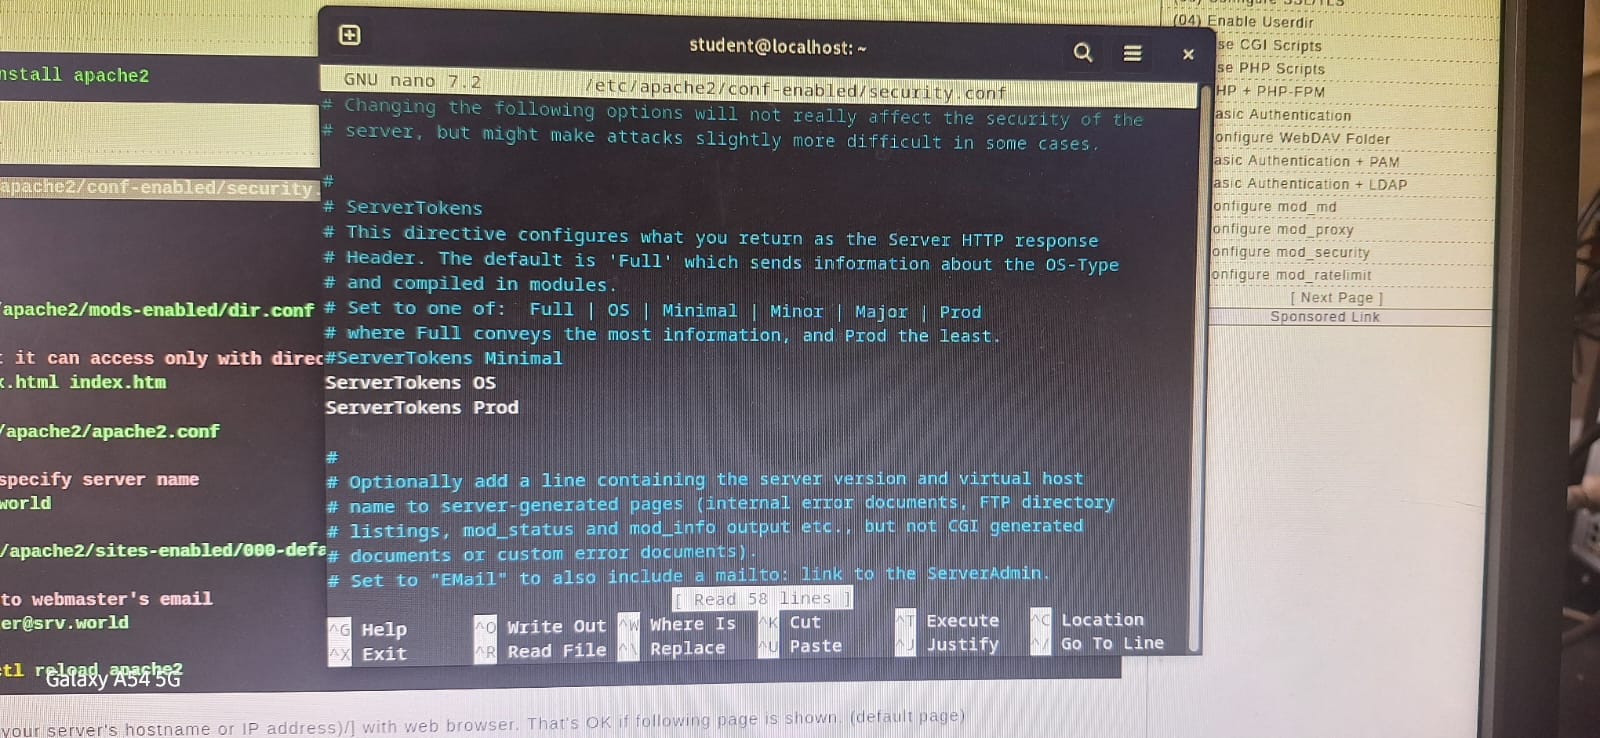 nstall apache2
apache2/conf-enabled/security.
/apache2/mods-enabled/dir.conf
it can access only with direc
.html index.htm
/apache2/apache2.conf
specify server name
world
/apache2/sites-enabled/000-defa
to webmaster's email
er@srv.world
ctl reload apache2
Galaxy A54 5G
your server's hostname or IP address)/] with web browser. That's OK if following page is shown. (default page)
student@localhost: ~
GNU nano 7.2 /etc/apache2/conf-enabled/security.conf
# Changing the following options will not really affect the security of the
# server, but might make attacks slightly more difficult in some cases.
#
# ServerTokens
# This directive configures what you return as the Server HTTP response
# Header. The default is 'Full' which sends information about the OS-Type
# and compiled in modules.
# Set to one of: Full | OS | Minimal | Minor | Major | Prod
# where Full conveys the most information, and Prod the least.
#ServerTokens Minimal
ServerTokens OS
ServerTokens Prod
#
# Optionally add a line containing the server version and virtual host
# name to server-generated pages (internal error documents, FTP directory
# listings, mod_status and mod_info output etc., but not CGI generated
# documents or custom error documents).
# Set to "EMail" to also include a mailto: link to the ServerAdmin.
[ Read 58 lines ]
^G Help ^O Write Out ^W Where Is ^K Cut ^T Execute ^C Location
^X Exit ^R Read File ^\ Replace ^U Paste ^J Justify ^/ Go To Line
(04) Enable Userdir
se CGI Scripts
se PHP Scripts
HP + PHP-FPM
asic Authentication
onfigure WebDAV Folder
asic Authentication + PAM
asic Authentication + LDAP
onfigure mod_md
onfigure mod_proxy
onfigure mod_security
onfigure mod_ratelimit
[ Next Page ]
Sponsored Link